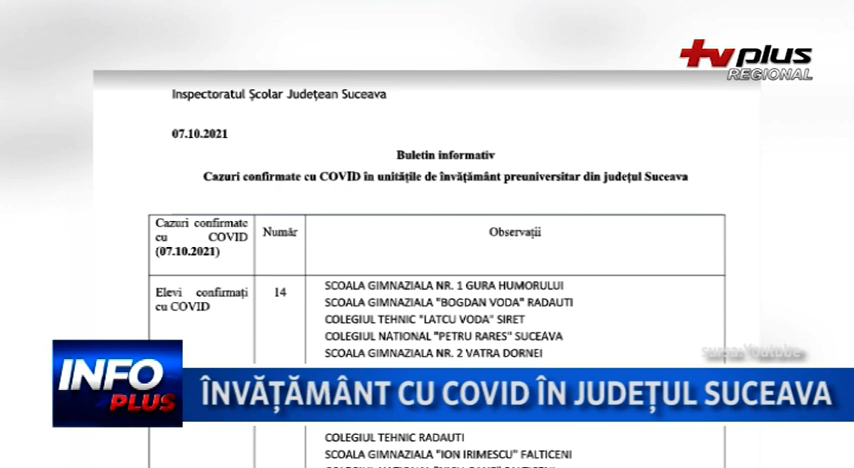 tvplus
REGIONAL
Inspectoratul Școlar Județean Suceava
07.10.2021
Buletin informativ
Cazuri confirmate cu COVID în unitățile de învățământ preuniversitar din județul Suceava
Cazuri confirmate
cu COVID
(07.10.2021)
Număr
Observații
Elevi confirmați
cu COVID
14
SCOALA GIMNAZIALA NR. 1 GURA HUMORULUI
SCOALA GIMNAZIALA "BOGDAN VODA" RADAUTI
COLEGIUL TEHNIC "LATCU VODA" SIRET
COLEGIUL NATIONAL "PETRU RARES" SUCEAVA
SCOALA GIMNAZIALA NR. 2 VATRA DORNEI
Youtube
INFO
PLUS
ÎNVĂȚĂMÂNT CU COVID ÎN JUDEȚUL SUCEAVA
COLEGIUL TEHNIC RADAUTI
SCOALA GIMNAZIALA "ION IRIMESCU" FALTICENI